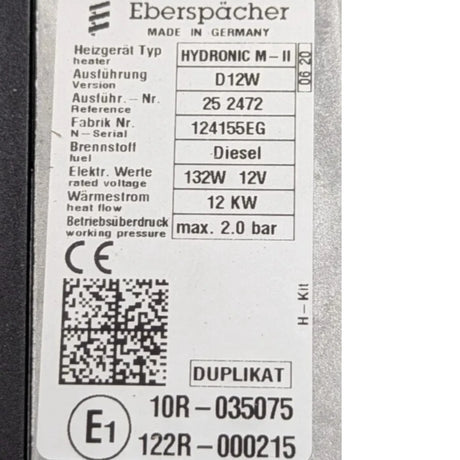 Eberspächer
MADE IN GERMANY
Heizgerät Typ HYDRONIC M-II
heater
06 20
Ausführung D12W
Version
Ausführ.-Nr. 25 2472
Reference
Fabrik Nr. 124155EG
N-Serial
Brennstoff Diesel
fuel
Elektr. Werte 132W 12V
rated voltage
Wärmestrom 12 KW
heat flow
Betriebsüberdruck max. 2.0 bar
working pressure
CE
H-Kit
DUPLIKAT
E1 10R-035075
122R-000215